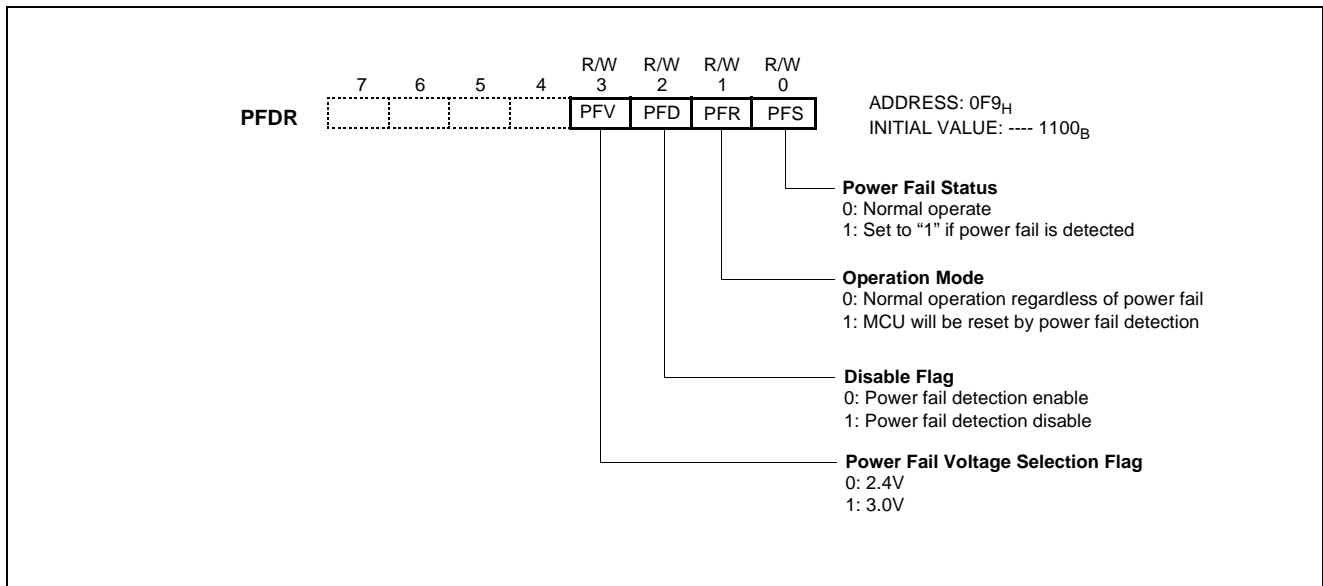 R/W R/W R/W R/W
7 6 5 4 3 2 1 0
PFDR PFV PFD PFR PFS
ADDRESS: 0F9H
INITIAL VALUE: ---- 1100B
Power Fail Status
0: Normal operate
1: Set to “1” if power fail is detected
Operation Mode
0: Normal operation regardless of power fail
1: MCU will be reset by power fail detection
Disable Flag
0: Power fail detection enable
1: Power fail detection disable
Power Fail Voltage Selection Flag
0: 2.4V
1: 3.0V